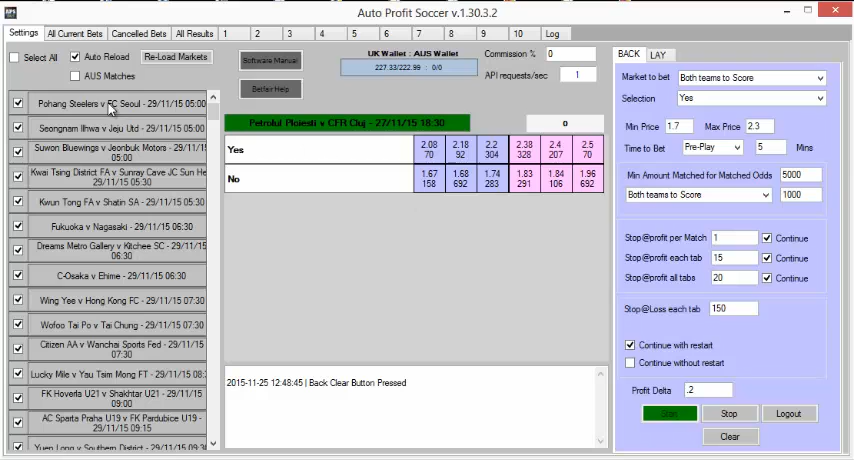 APS
Auto Profit Soccer v.1.30.3.2
Settings All Current Bets Cancelled Bets All Results 1 2 3 4 5 6 7 8 9 10 Log
Select All Auto Reload Re-Load Markets
AUS Matches
Pohang Steelers v FC Seoul - 29/11/15 05:00
Seongnam Ilhwa v Jeju Utd - 29/11/15 05:00
Suwon Bluewings v Jeonbuk Motors - 29/11/15
05:00
Kwai Tsing District FA v Sunray Cave JC Sun He
29/11/15 05:30
Kwun Tong FA v Shatin SA - 29/11/15 05:30
Fukuoka v Nagasaki - 29/11/15 06:30
Dreams Metro Gallery v Kitchee SC - 29/11/15
06:30
C-Osaka v Ehime - 29/11/15 06:30
Wing Yee v Hong Kong FC - 29/11/15 07:30
Wofoo Tai Po v Tai Chung - 29/11/15 07:30
Citizen AA v Wanchai Sports Fed - 29/11/15
07:30
Lucky Mile v Yau Tsim Mong FT - 29/11/15 08:
FK Hoverla U21 v Shakhtar U21 - 29/11/15
09:00
AC Sparta Praha U19 v FK Pardubice U19 -
29/11/15 09:15
Yuen Long v Southern District - 29/11/15 09:30
Software Manual
Betfair Help
UK Wallet : AUS Wallet
227.33/222.99 : 0/0
Commission % 0
API requests/sec 1
Petrolul Ploiesti v CFR Cluj - 27/11/15 18:30 0
Yes 2.08 2.18 2.2 2.38 2.4 2.5
70 92 304 328 207 70
No 1.67 1.68 1.74 1.83 1.84 1.96
158 692 283 291 106 692
2015-11-25 12:48:45 | Back Clear Button Pressed
BACK LAY
Market to bet Both teams to Score
Selection Yes
Min Price 1.7 Max Price 2.3
Time to Bet Pre-Play 5 Mins
Min Amount Matched for Matched Odds 5000
Both teams to Score 1000
Stop@profit per Match 1 Continue
Stop@profit each tab 15 Continue
Stop@profit all tabs 20 Continue
Stop@Loss each tab 150
Continue with restart
Continue without restart
Profit Delta .2
Start Stop Logout
Clear